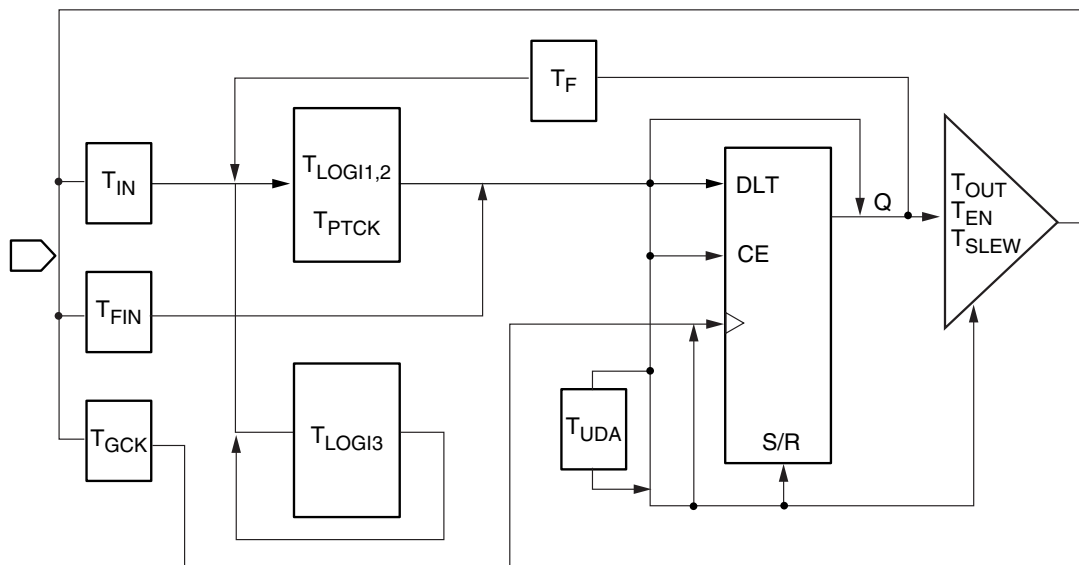 T_F
T_IN
T_LOGI1,2
T_PTCK
DLT
Q
T_OUT
T_EN
T_SLEW
CE
T_FIN
T_GCK
T_LOGI3
T_UDA
S/R